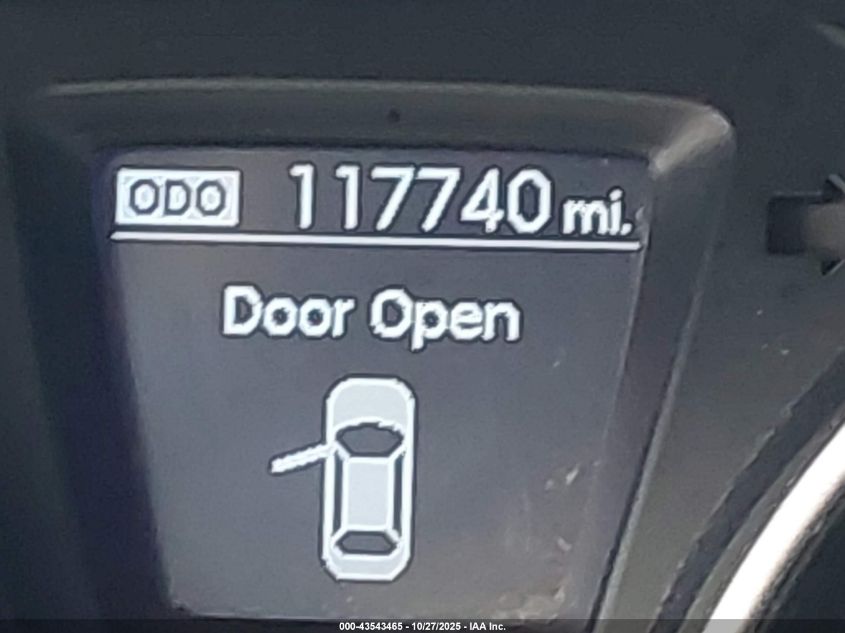 ODO 117740 mi.
Door Open
000-43543465 - 10/27/2025 - IAA Inc.